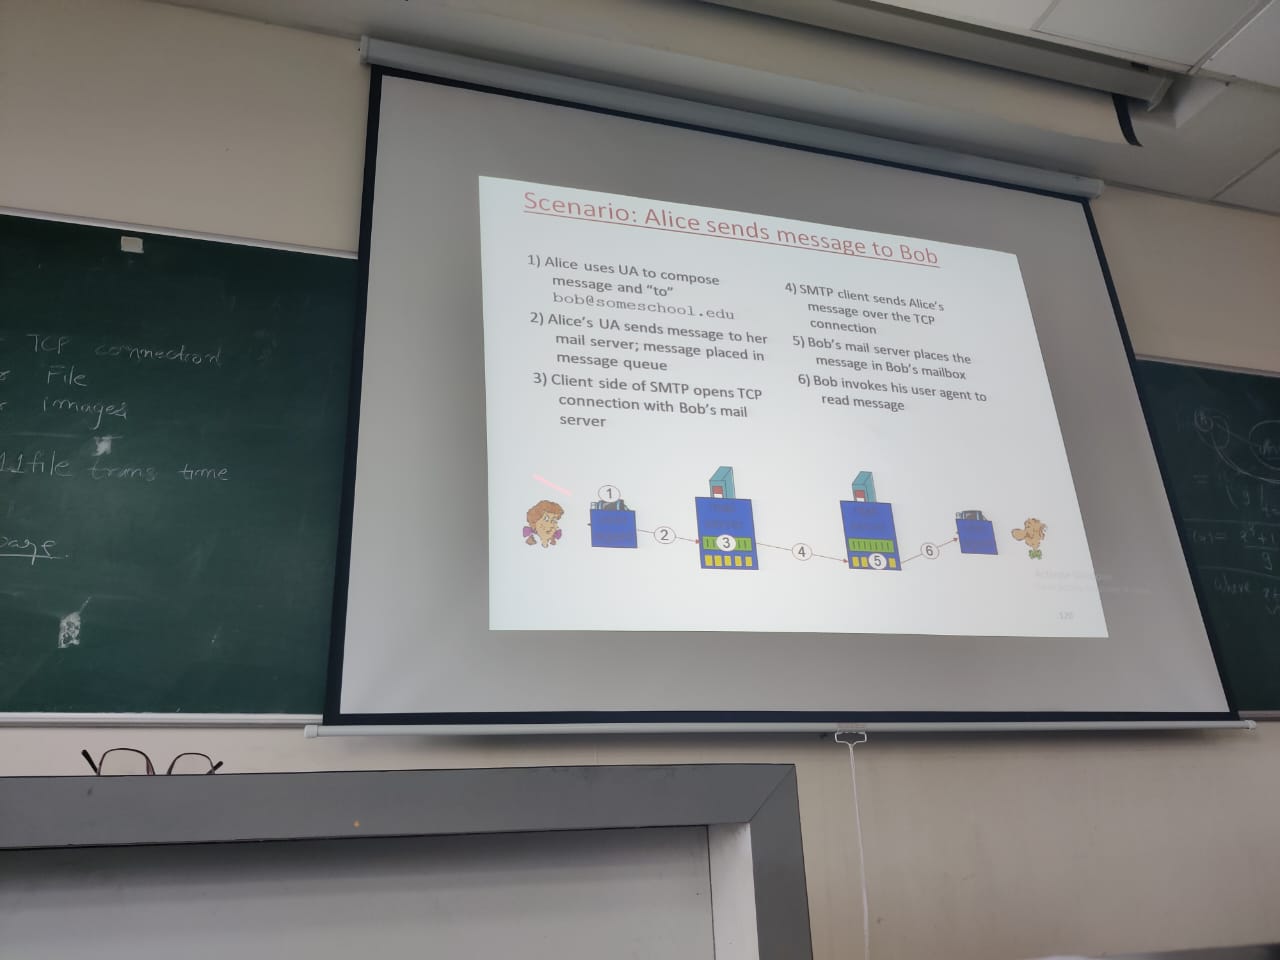 Scenario: Alice sends message to Bob
1) Alice uses UA to compose
message and “to”
bob@someschool.edu
2) Alice’s UA sends message to her
mail server; message placed in
message queue
3) Client side of SMTP opens TCP
connection with Bob’s mail
server
4) SMTP client sends Alice’s
message over the TCP
connection
5) Bob’s mail server places the
message in Bob’s mailbox
6) Bob invokes his user agent to
read message
1
2
3
4
5
6
120
TCP connection
File
images
11 file trans time
where